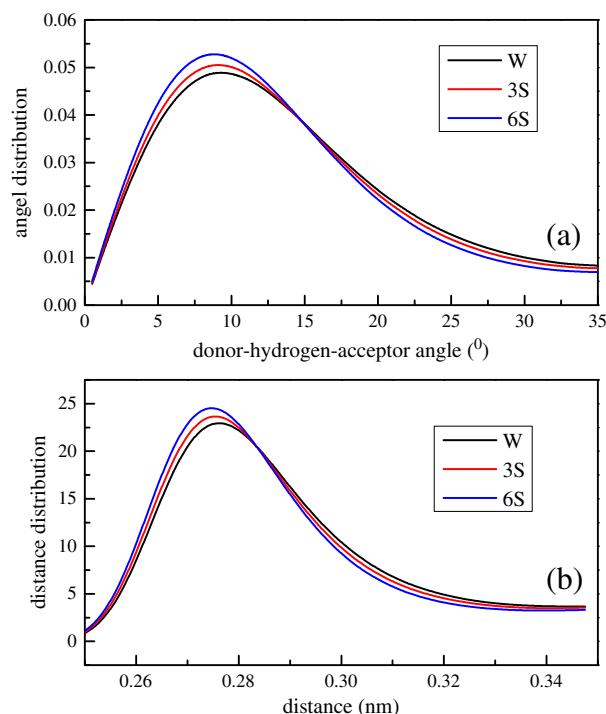 0.06
0.05
0.04
0.03
0.02
0.01
0.00
angel distribution
W
3S
6S
(a)
0 5 10 15 20 25 30 35
donor-hydrogen-acceptor angle (⁰)
25
20
15
10
5
0
distance distribution
W
3S
6S
(b)
0.26 0.28 0.30 0.32 0.34
distance (nm)